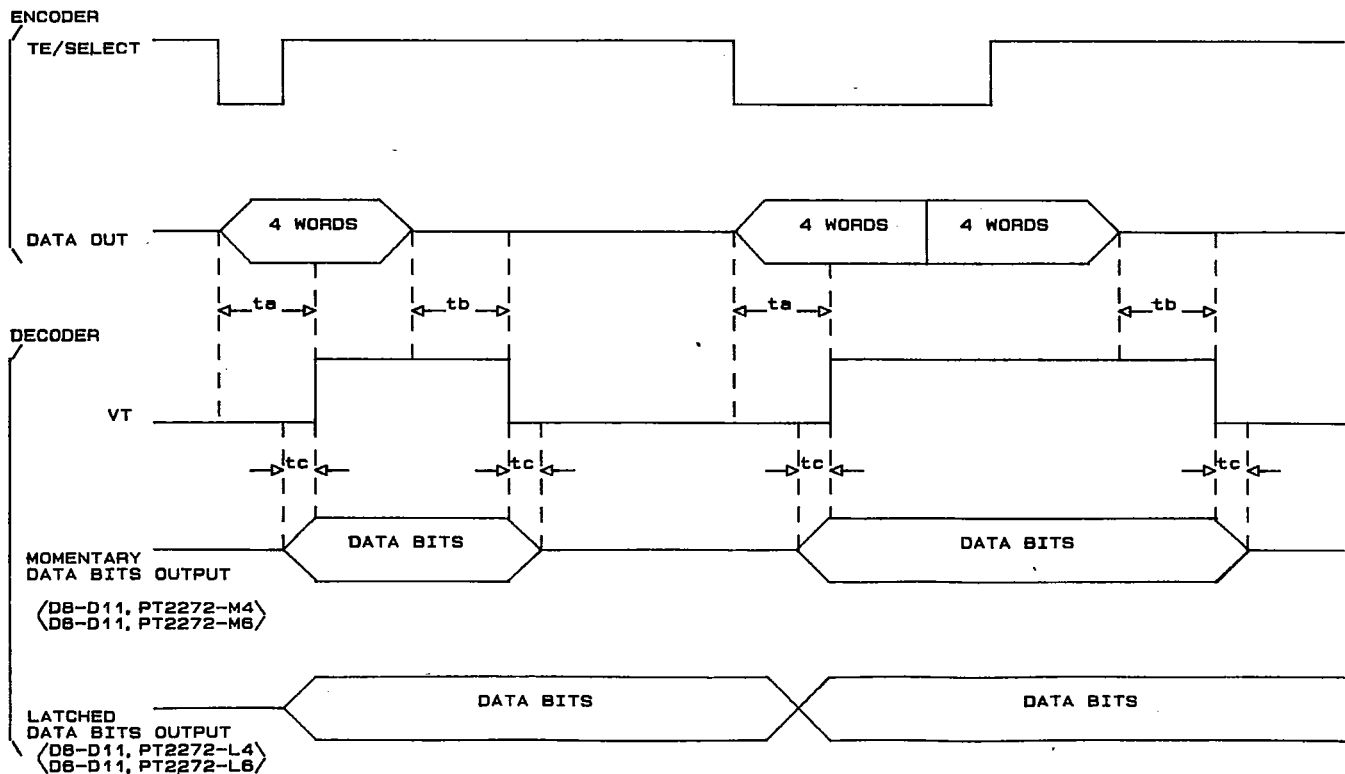 ENCODER
TE/SELECT
4 WORDS
4 WORDS
4 WORDS
DATA OUT
ta
tb
ta
tb
DECODER
VT
tc
tc
tc
tc
DATA BITS
DATA BITS
MOMENTARY
DATA BITS OUTPUT
D8-D11, PT2272-M4
D6-D11, PT2272-M6
DATA BITS
DATA BITS
LATCHED
DATA BITS OUTPUT
D8-D11, PT2272-L4
D6-D11, PT2272-L6